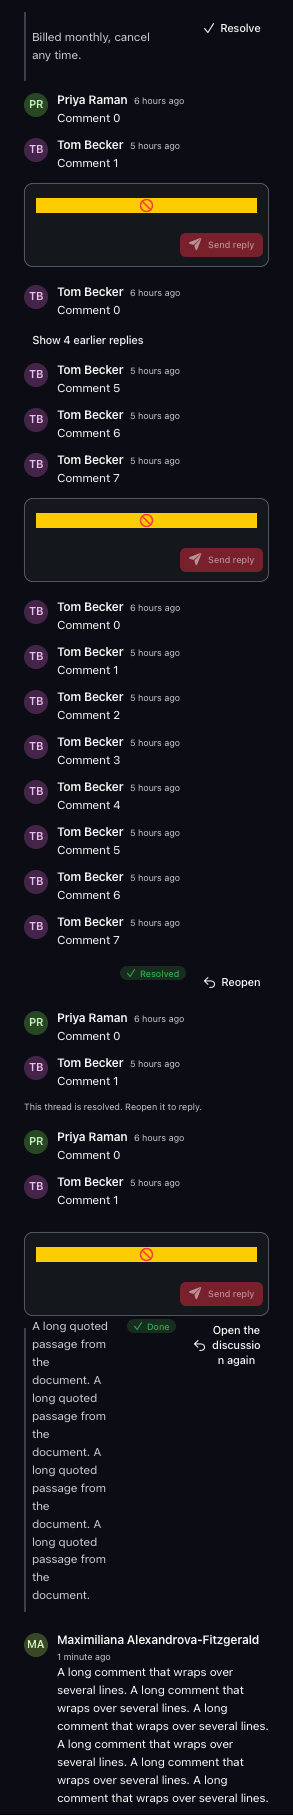 Billed monthly, cancel
any time.
Resolve
PR Priya Raman 6 hours ago
Comment 0
TB Tom Becker 5 hours ago
Comment 1
Send reply
TB Tom Becker 6 hours ago
Comment 0
Show 4 earlier replies
TB Tom Becker 5 hours ago
Comment 5
TB Tom Becker 5 hours ago
Comment 6
TB Tom Becker 5 hours ago
Comment 7
Send reply
TB Tom Becker 6 hours ago
Comment 0
TB Tom Becker 5 hours ago
Comment 1
TB Tom Becker 5 hours ago
Comment 2
TB Tom Becker 5 hours ago
Comment 3
TB Tom Becker 5 hours ago
Comment 4
TB Tom Becker 5 hours ago
Comment 5
TB Tom Becker 5 hours ago
Comment 6
TB Tom Becker 5 hours ago
Comment 7
Resolved
Reopen
PR Priya Raman 6 hours ago
Comment 0
TB Tom Becker 5 hours ago
Comment 1
This thread is resolved. Reopen it to reply.
PR Priya Raman 6 hours ago
Comment 0
TB Tom Becker 5 hours ago
Comment 1
Send reply
A long quoted
passage from
the
document. A
long quoted
passage from
the
document. A
long quoted
passage from
the
document. A
long quoted
passage from
the
document.
Done
Open the
discussio
n again
MA Maximiliana Alexandrova-Fitzgerald
1 minute ago
A long comment that wraps over
several lines. A long comment that
wraps over several lines. A long
comment that wraps over several lines.
A long comment that wraps over
several lines. A long comment that
wraps over several lines. A long
comment that wraps over several lines.